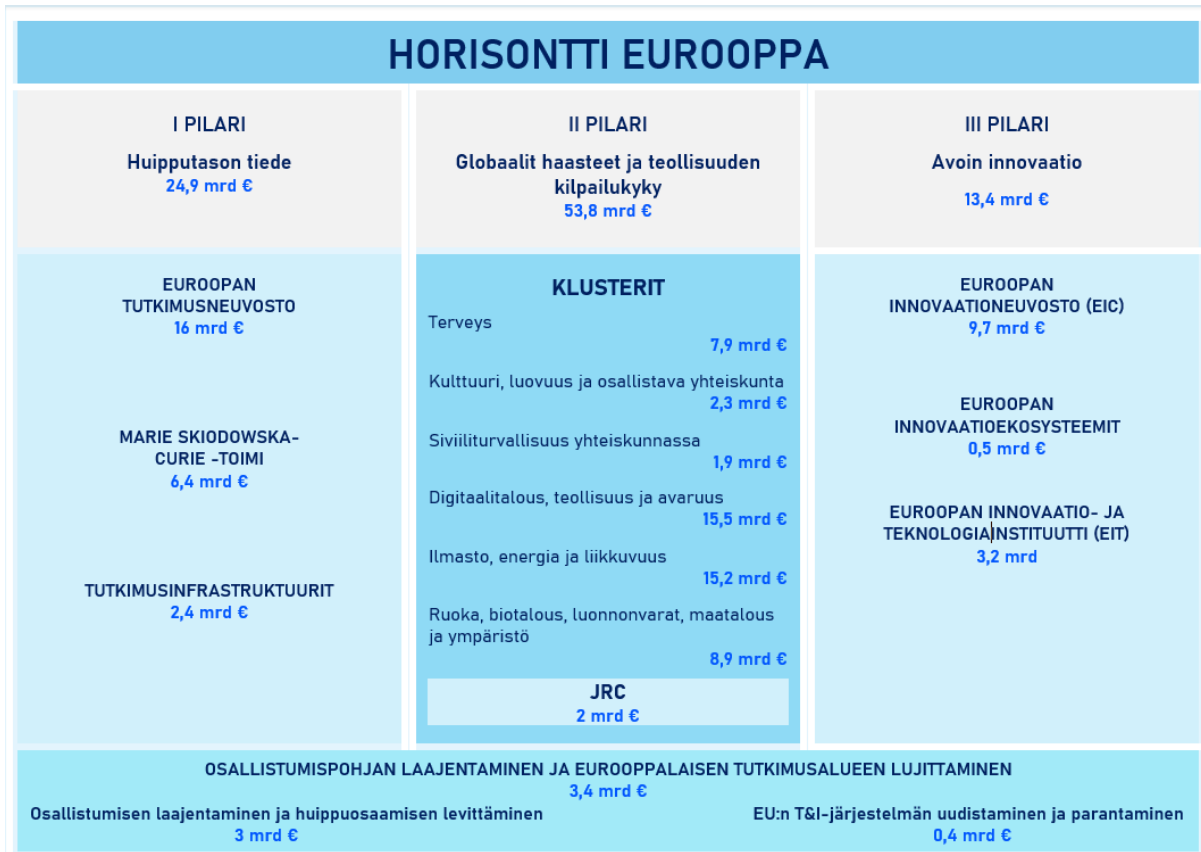 HORISONTTI EUROOPPA
I PILARI
Huipputason tiede
24,9 mrd €
II PILARI
Globaalit haasteet ja teollisuuden
kilpailukyky
53,8 mrd €
III PILARI
Avoin innovaatio
13,4 mrd €
EUROOPAN
TUTKIMUSNEUVOSTO
16 mrd €
MARIE SKIODOWSKA-
CURIE -TOIMI
6,4 mrd €
TUTKIMUSINFRASTRUKTUURIT
2,4 mrd €
KLUSTERIT
Terveys
7,9 mrd €
Kulttuuri, luovuus ja osallistava yhteiskunta
2,3 mrd €
Siviiliturvallisuus yhteiskunnassa
1,9 mrd €
Digitaalitalous, teollisuus ja avaruus
15,5 mrd €
Ilmasto, energia ja liikkuvuus
15,2 mrd €
Ruoka, biotalous, luonnonvarat, maatalous
ja ympäristö
8,9 mrd €
JRC
2 mrd €
EUROOPAN
INNOVAATIONEUVOSTO (EIC)
9,7 mrd €
EUROOPAN
INNOVAATIOEKOSYSTEEMIT
0,5 mrd €
EUROOPAN INNOVAATIO- JA
TEKNOLOGIAINSTITUUTTI (EIT)
3,2 mrd
OSALLISTUMISPOHJAN LAAJENTAMINEN JA EUROOPPALAISEN TUTKIMUSALUEEN LUJITTAMINEN
3,4 mrd €
Osallistumisen laajentaminen ja huippuosaamisen levittäminen
3 mrd €
EU:n T&I-järjestelmän uudistaminen ja parantaminen
0,4 mrd €